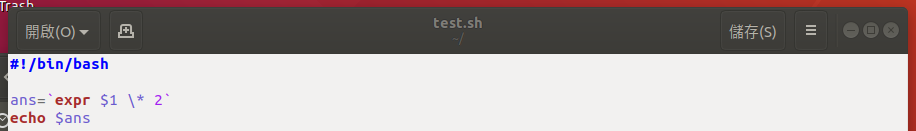 Trash
開啟(O)
test.sh
~/
儲存(S)
#!/bin/bash
ans=`expr $1 \* 2`
echo $ans